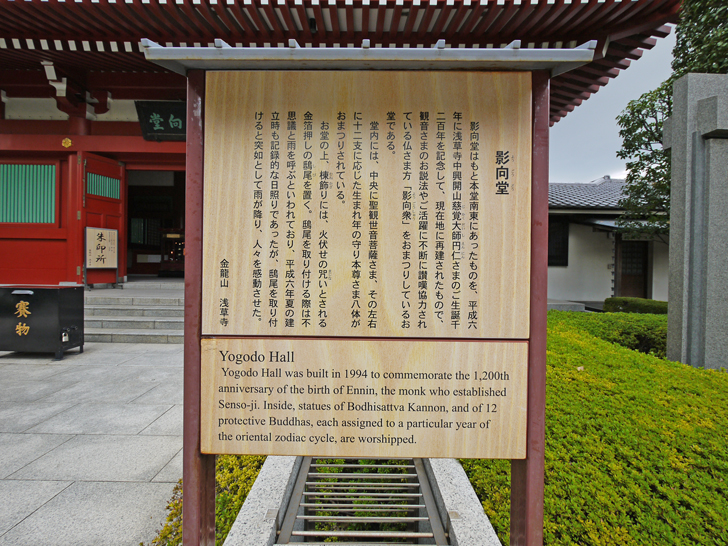 影向堂
影向堂はもと本堂南東にあったものを、平成六
年に浅草寺中興開山慈覚大師円仁さまのご生誕千
二百年を記念して、現在地に再建されたもので、
観音さまのお説法やご活躍に不断に讃嘆協力され
ている仏さま方「影向衆」をおまつりしているお
堂である。
堂内には、中央に聖観世音菩薩さま、その左右
に十二支に応じた生まれ年の守り本尊さま八体が
おまつりされている。
お堂の上、棟飾りには、火伏せの咒いとされる
金箔押しの鴟尾を置く。鴟尾を取り付ける際は不
思議と雨を呼ぶといわれており、平成六年夏の建
立時も記録的な日照りであったが、鴟尾を取り付
けると突如として雨が降り、人々を感動させた。
金龍山 浅草寺
Yogodo Hall
Yogodo Hall was built in 1994 to commemorate the 1,200th
anniversary of the birth of Ennin, the monk who established
Senso-ji. Inside, statues of Bodhisattva Kannon, and of 12
protective Buddhas, each assigned to a particular year of
the oriental zodiac cycle, are worshipped.
向堂
朱印所
賽物